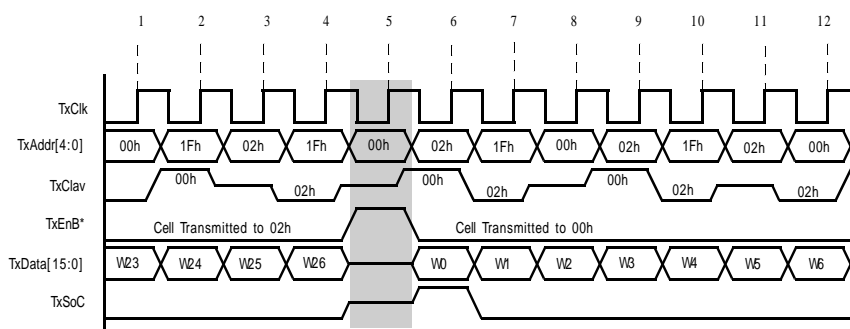 1 2 3 4 5 6 7 8 9 10 11 12
TxClk
TxAddr[4:0] 00h 1Fh 02h 1Fh 00h 02h 1Fh 00h 02h 1Fh 02h 00h
TxClav 00h 02h 00h 02h 00h 02h 02h
TxEnB* Cell Transmitted to 02h Cell Transmitted to 00h
TxData[15:0] W23 W24 W25 W26 W0 W1 W2 W3 W4 W5 W6
TxSoC